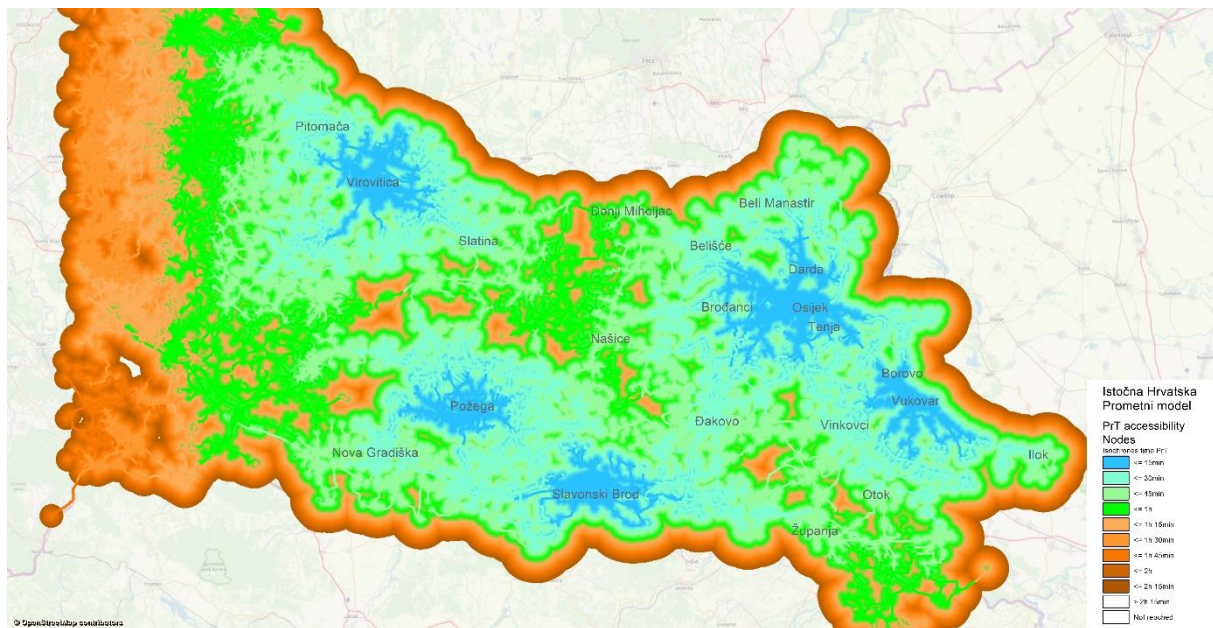 Pitomača
Virovitica
Slatina
Donji Miholjac
Beli Manastir
Belišće
Darda
Brođanci
Osijek
Tenja
Našice
Borovo
Vukovar
Požega
Đakovo
Vinkovci
Nova Gradiška
Ilok
Slavonski Brod
Otok
Županja
Istočna Hrvatska
Prometni model
PrT accessibility
Nodes
Isochrones time PrT
<= 15min
<= 30min
<= 45min
<= 1h
<= 1h 15min
<= 1h 30min
<= 1h 45min
<= 2h
<= 2h 15min
> 2h 15min
Not reached
© OpenStreetMap contributors